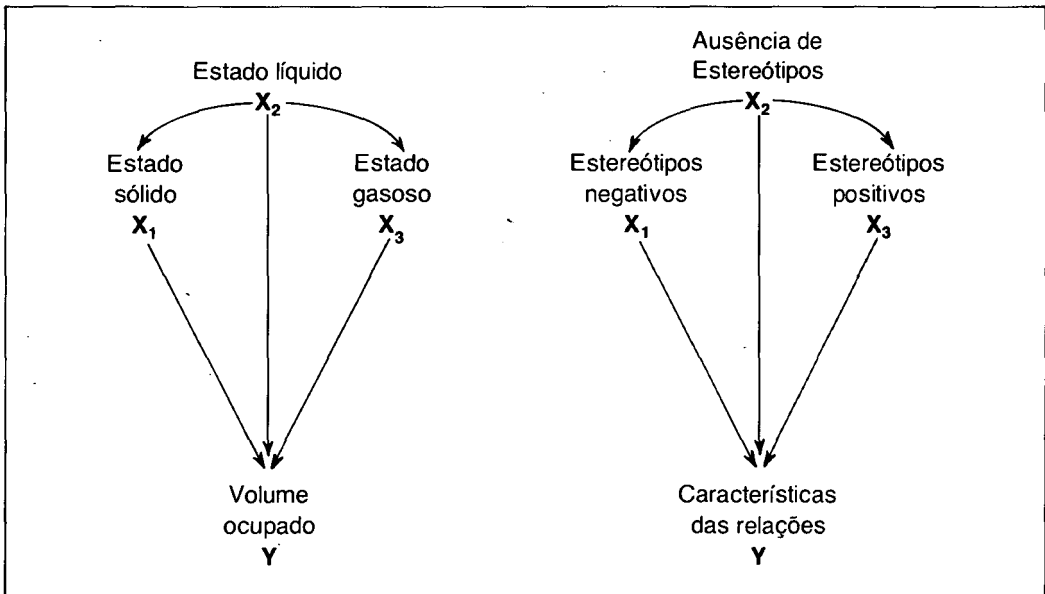 Estado líquido
X₂
Estado
sólido
X₁
Estado
gasoso
X₃
Volume
ocupado
Y
Ausência de
Estereótipos
X₂
Estereótipos
negativos
X₁
Estereótipos
positivos
X₃
Características
das relações
Y